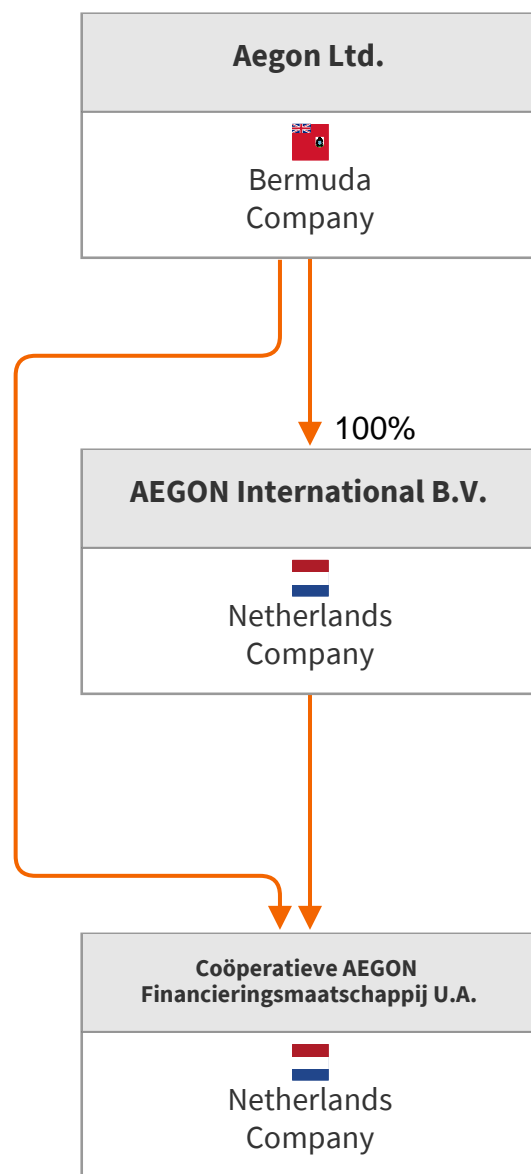 Aegon Ltd.
Bermuda
Company
100%
AEGON International B.V.
Netherlands
Company
Coöperatieve AEGON
Financieringsmaatschappij U.A.
Netherlands
Company